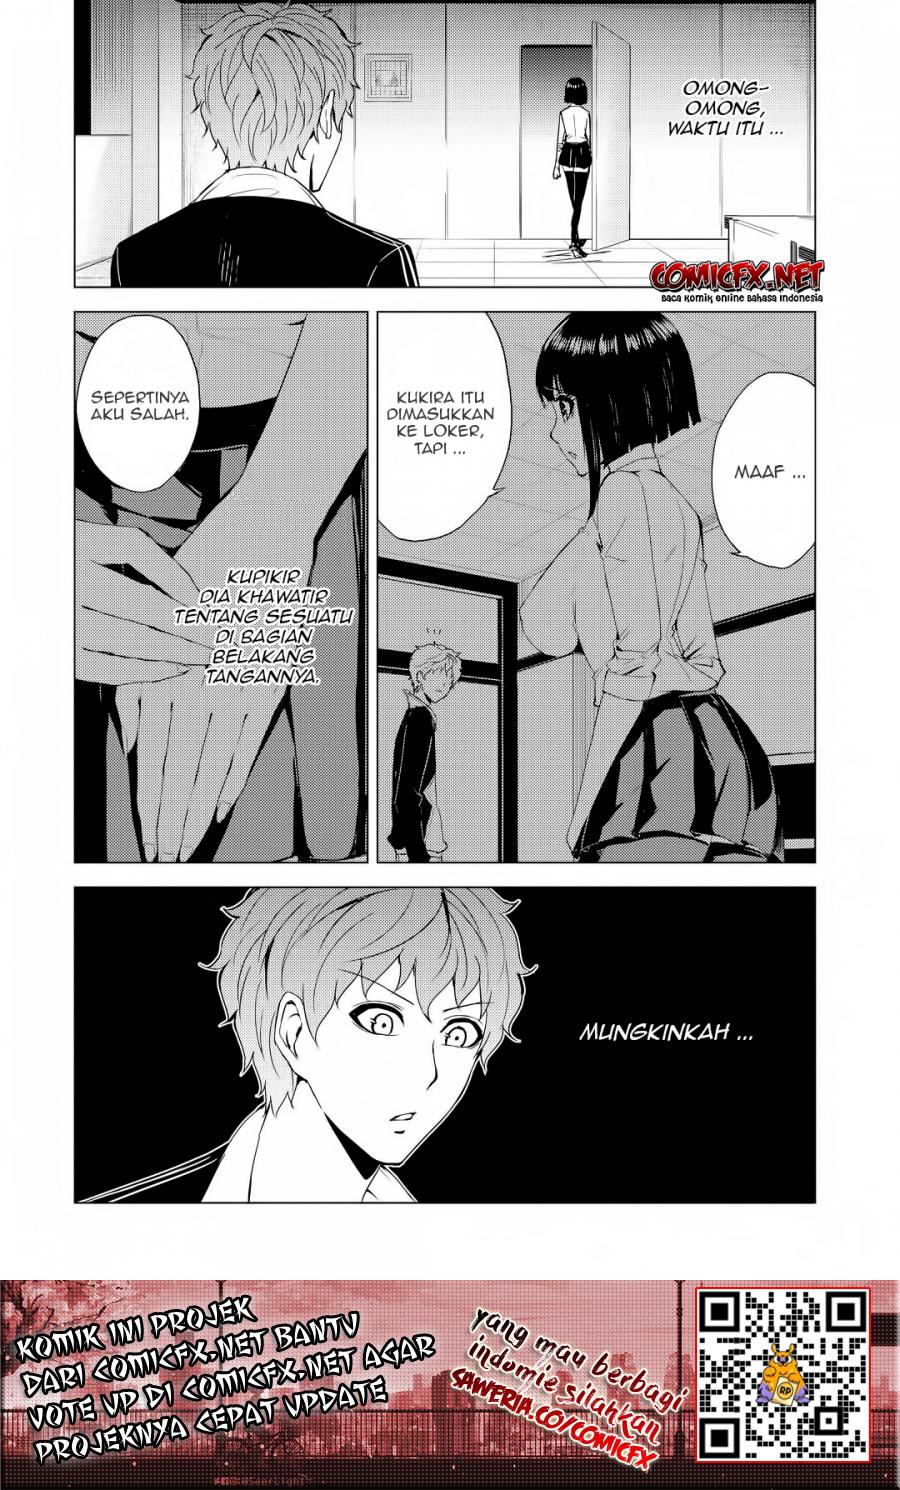 OMONG-
OMONG,
WAKTU ITU ...
COMICFX.NET
Baca komik online Bahasa Indonesia
MAAF ...
KUKIRA ITU
DIMASUKKAN
KE LOKER,
TAPI ...
SEPERTINYA
AKU SALAH.
KUPIKIR
DIA KHAWATIR
TENTANG SESUATU
DI BAGIAN
BELAKANG
TANGANNYA.
MUNGKINKAH ...
KOMIK INI PROJEK
DARI COMICFX.NET BANTU
VOTE UP DI COMICFX.NET AGAR
PROJEKNYA CEPAT UPDATE
yang mau berbagi
indomie silahkan
SAWERIA.CO/COMICFX
RP
@SeerLight